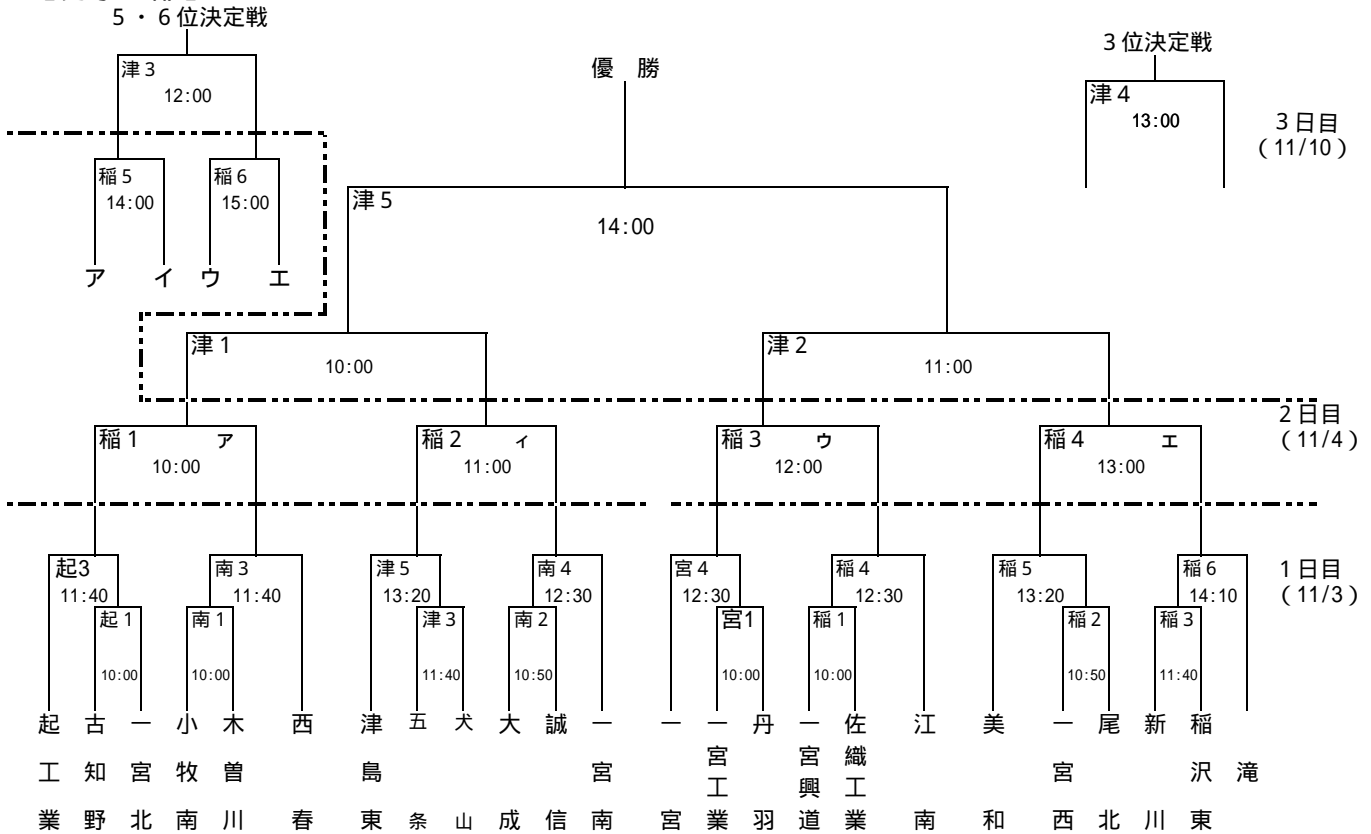 ５・６位決定戦
３位決定戦
優 勝
津３
12:00
津４
13:00
３日目
（11/10）
稲５
14:00
稲６
15:00
津５
14:00
ア イ ウ エ
津１
10:00
津２
11:00
２日目
（11/4）
稲１ ア
10:00
稲２ ィ
11:00
稲３ ウ
12:00
稲４ エ
13:00
１日目
（11/3）
起3
11:40
南３
11:40
津５
13:20
南４
12:30
宮４
12:30
稲４
12:30
稲５
13:20
稲６
14:10
起１
10:00
南１
10:00
津３
11:40
南２
10:50
宮1
10:00
稲１
10:00
稲２
10:50
稲３
11:40
起工業
古知野
一宮北
小牧南
木曽川
西春
津島東
五条
犬山
大成
誠信
一宮南
一宮
一宮工業
丹羽
一宮興道
佐織工業
江南
美和
一宮西
尾北
新川
稲沢東
滝